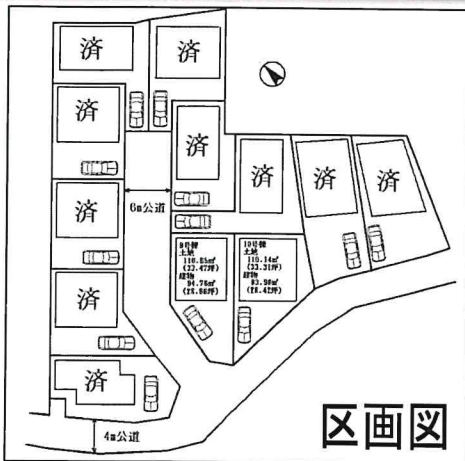 済
済
済
済
済
済
済
済
6m公道
済
9号棟
土地
110.65㎡
(33.47坪)
建物
94.76㎡
(28.66坪)
10号棟
土地
110.14㎡
(33.31坪)
建物
93.96㎡
(28.42坪)
済
済
4m公道
区画図